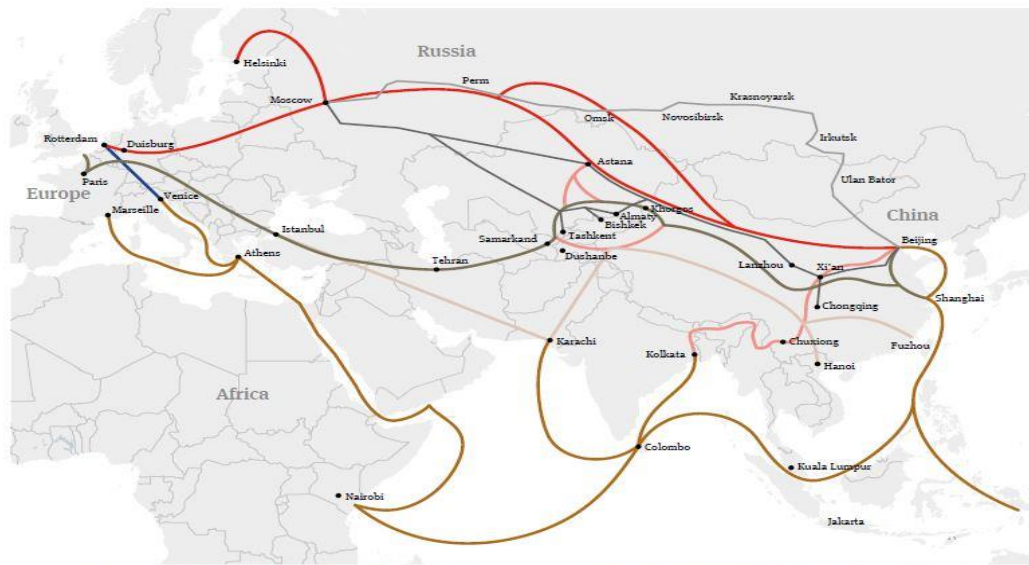 Russia
Helsinki
Perm
Moscow
Krasnoyarsk
Omsk
Novosibirsk
Irkutsk
Rotterdam
Duisburg
Astana
Ulan Bator
Paris
Europe
Venice
Marseille
Khorgos
Almaty
Bishkek
China
Istanbul
Tashkent
Samarkand
Beijing
Athens
Dushanbe
Tehran
Lanzhou
Xi'an
Shanghai
Chongqing
Karachi
Chuxiong
Fuzhou
Kolkata
Hanoi
Africa
Colombo
Kuala Lumpur
Nairobi
Jakarta